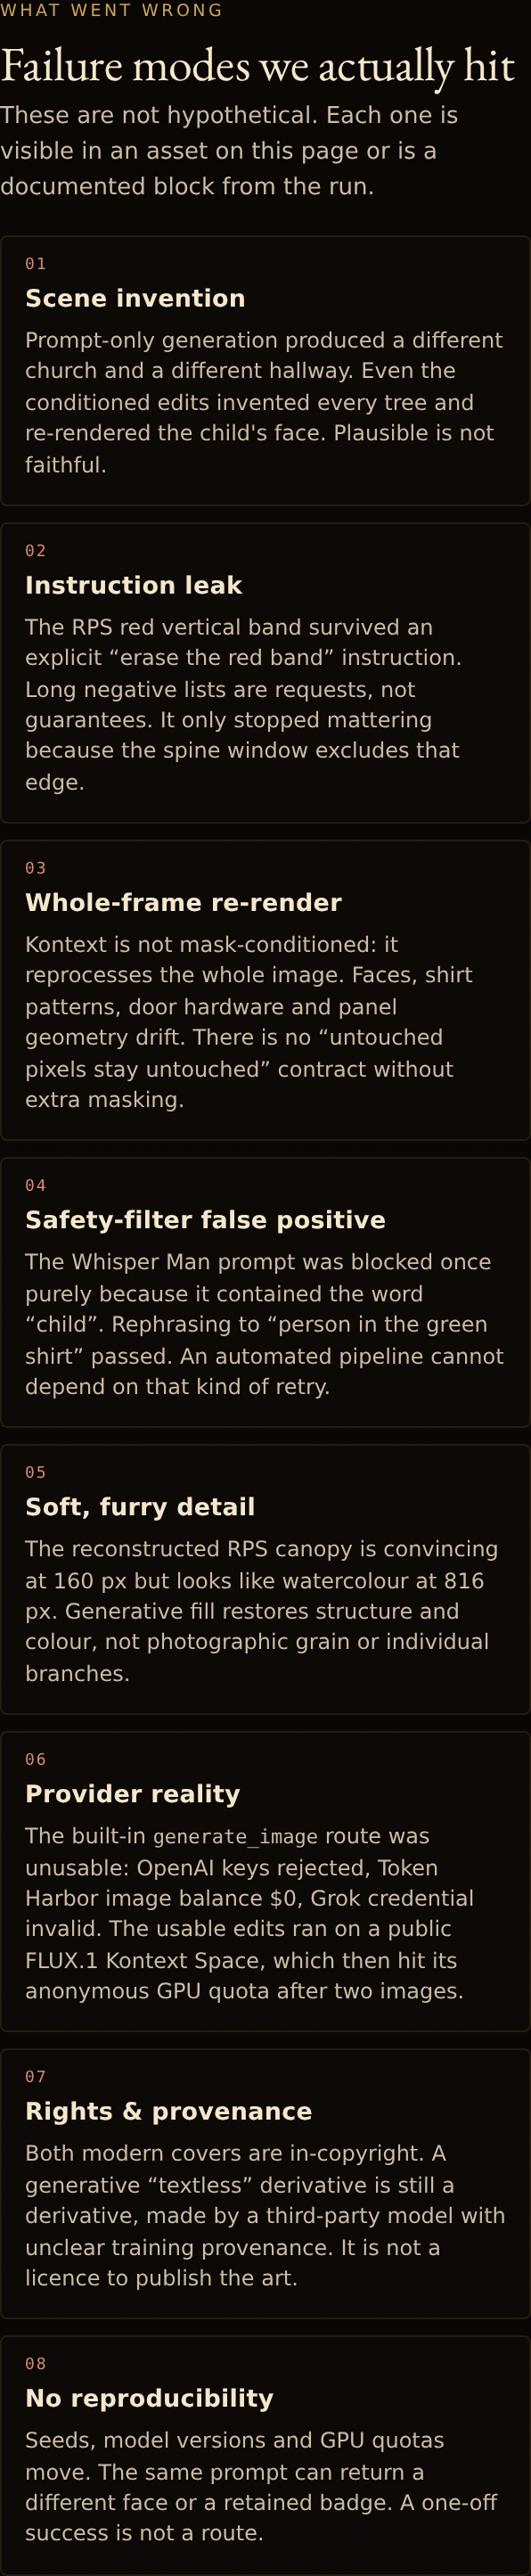 WHAT WENT WRONG
Failure modes we actually hit
These are not hypothetical. Each one is
visible in an asset on this page or is a
documented block from the run.
01
Scene invention
Prompt-only generation produced a different
church and a different hallway. Even the
conditioned edits invented every tree and
re-rendered the child's face. Plausible is not
faithful.
02
Instruction leak
The RPS red vertical band survived an
explicit “erase the red band” instruction.
Long negative lists are requests, not
guarantees. It only stopped mattering
because the spine window excludes that
edge.
03
Whole-frame re-render
Kontext is not mask-conditioned: it
reprocesses the whole image. Faces, shirt
patterns, door hardware and panel
geometry drift. There is no “untouched
pixels stay untouched” contract without
extra masking.
04
Safety-filter false positive
The Whisper Man prompt was blocked once
purely because it contained the word
“child”. Rephrasing to “person in the green
shirt” passed. An automated pipeline cannot
depend on that kind of retry.
05
Soft, furry detail
The reconstructed RPS canopy is convincing
at 160 px but looks like watercolour at 816
px. Generative fill restores structure and
colour, not photographic grain or individual
branches.
06
Provider reality
The built-in generate_image route was
unusable: OpenAI keys rejected, Token
Harbor image balance $0, Grok credential
invalid. The usable edits ran on a public
FLUX.1 Kontext Space, which then hit its
anonymous GPU quota after two images.
07
Rights & provenance
Both modern covers are in-copyright. A
generative “textless” derivative is still a
derivative, made by a third-party model with
unclear training provenance. It is not a
licence to publish the art.
08
No reproducibility
Seeds, model versions and GPU quotas
move. The same prompt can return a
different face or a retained badge. A one-off
success is not a route.